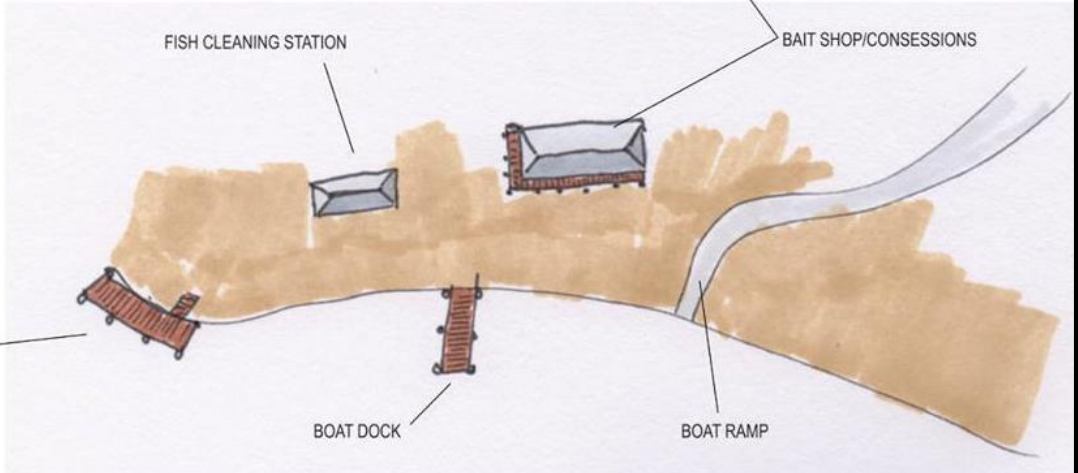 FISH CLEANING STATION
BAIT SHOP/CONSESSIONS
BOAT DOCK
BOAT RAMP